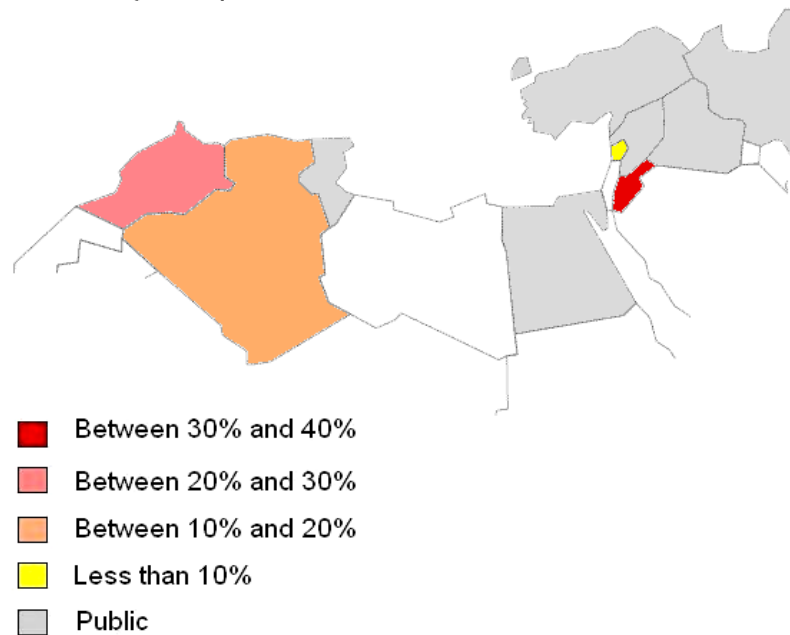 Between 30% and 40%
Between 20% and 30%
Between 10% and 20%
Less than 10%
Public